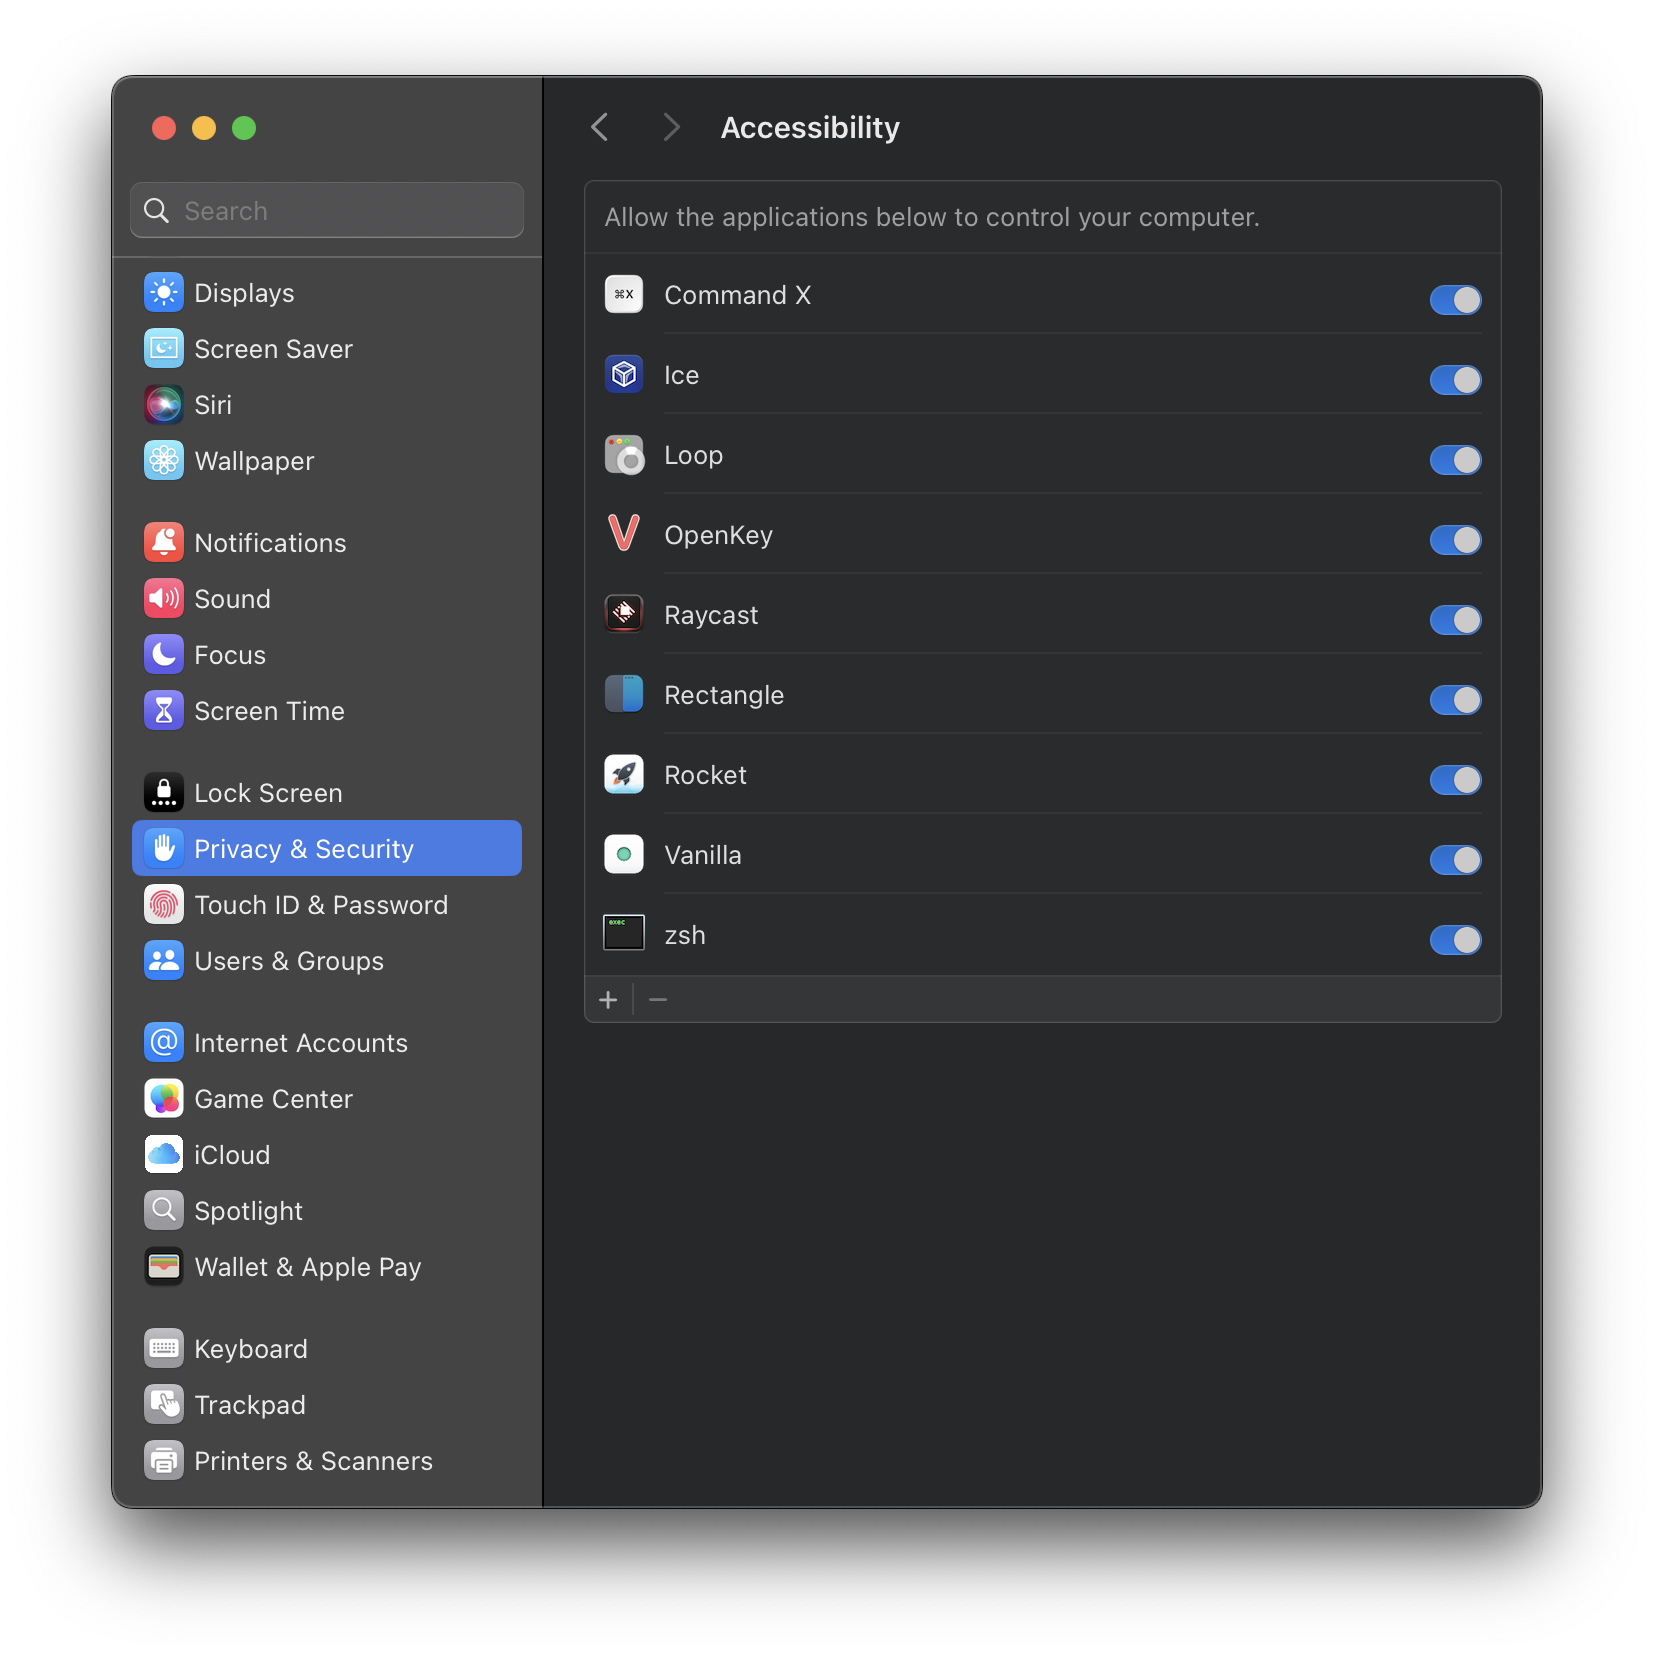 Search
Displays
Screen Saver
Siri
Wallpaper
Notifications
Sound
Focus
Screen Time
Lock Screen
Privacy & Security
Touch ID & Password
Users & Groups
Internet Accounts
Game Center
iCloud
Spotlight
Wallet & Apple Pay
Keyboard
Trackpad
Printers & Scanners
Accessibility
Allow the applications below to control your computer.
⌘X Command X
Ice
Loop
OpenKey
Raycast
Rectangle
Rocket
Vanilla
exec zsh